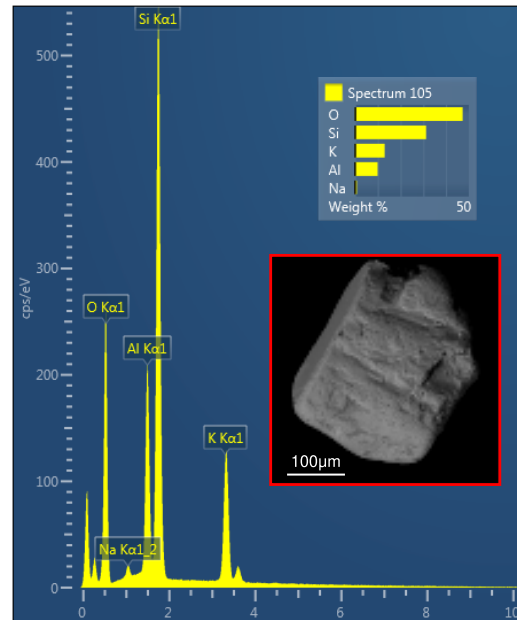 Si Kα1
500
Spectrum 105
O
Si
K
Al
Na
Weight % 50
400
cps/eV
300
O Kα1
Al Kα1
200
K Kα1
100μm
100
Na Kα1_2
0
0 2 4 6 8 10